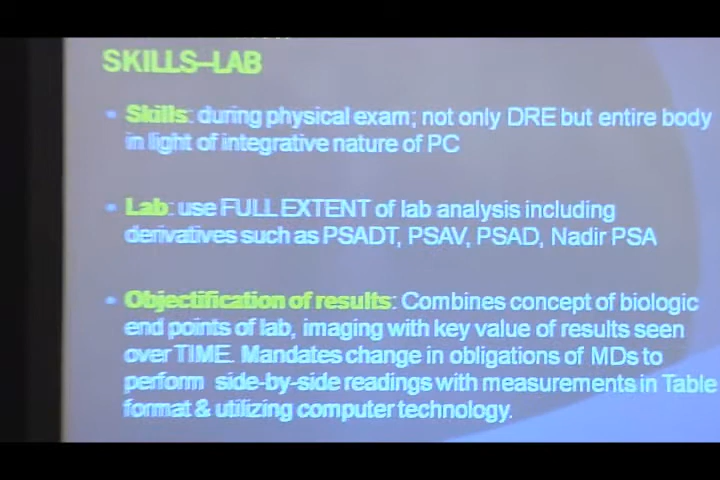 SKILLS–LAB
• Skills: during physical exam; not only DRE but entire body
in light of integrative nature of PC
• Lab: use FULL EXTENT of lab analysis including
derivatives such as PSADT, PSAV, PSAD, Nadir PSA
• Objectification of results: Combines concept of biologic
end points of lab, imaging with key value of results seen
over TIME. Mandates change in obligations of MDs to
perform side-by-side readings with measurements in Table
format & utilizing computer technology.